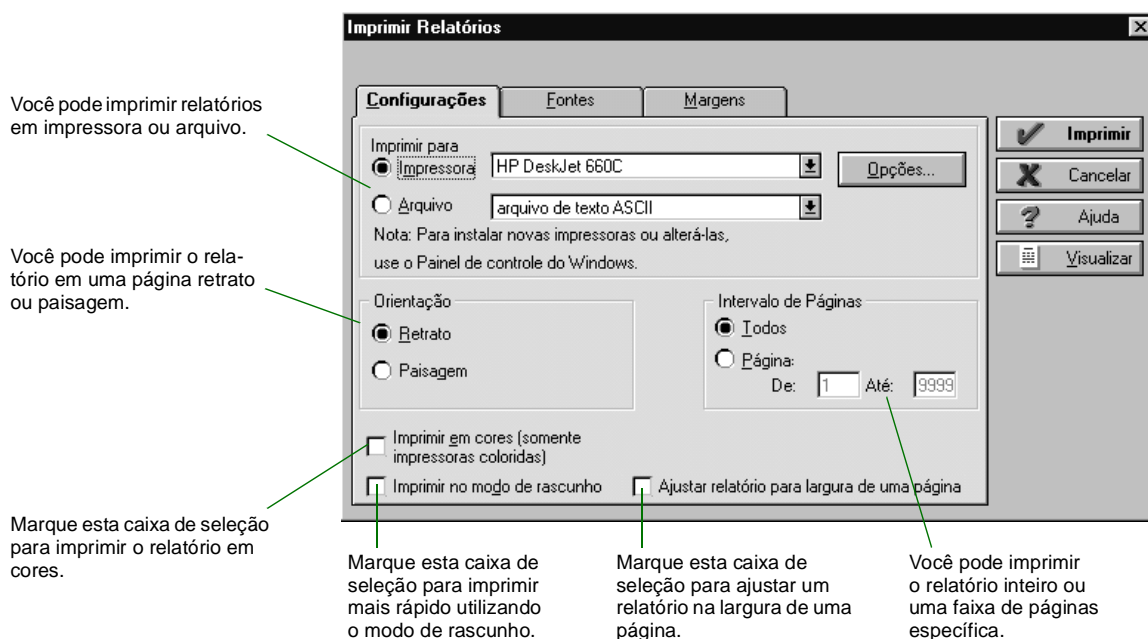 Imprimir Relatórios
Configurações
Fontes
Margens
Você pode imprimir relatórios
em impressora ou arquivo.
Imprimir para
Impressora
HP DeskJet 660C
Opções...
Arquivo
arquivo de texto ASCII
Nota: Para instalar novas impressoras ou alterá-las,
use o Painel de controle do Windows.
Imprimir
Cancelar
Ajuda
Visualizar
Você pode imprimir o rela-
tório em uma página retrato
ou paisagem.
Orientação
Retrato
Paisagem
Intervalo de Páginas
Todos
Página:
De: 1 Até: 9999
Imprimir em cores (somente
impressoras coloridas)
Imprimir no modo de rascunho
Ajustar relatório para largura de uma página
Marque esta caixa de seleção
para imprimir o relatório em
cores.
Marque esta caixa de
seleção para imprimir
mais rápido utilizando
o modo de rascunho.
Marque esta caixa de
seleção para ajustar um
relatório na largura de uma
página.
Você pode imprimir
o relatório inteiro ou
uma faixa de páginas
específica.